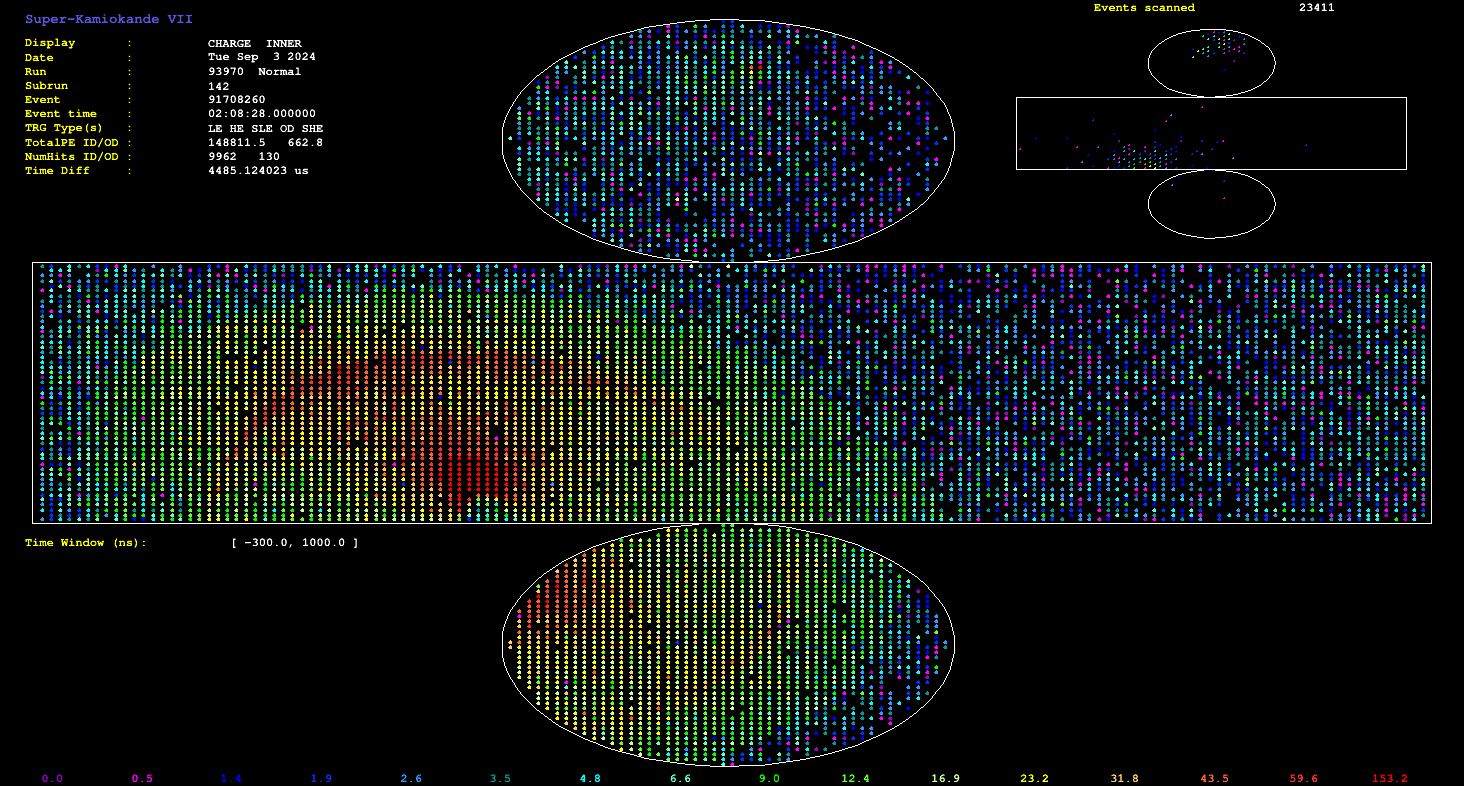 Super-Kamiokande VII
Events scanned 23411
Display : CHARGE INNER
Date : Tue Sep 3 2024
Run : 93970 Normal
Subrun : 142
Event : 91708260
Event time : 02:08:28.000000
TRG Type(s) : LE HE SLE OD SHE
TotalPE ID/OD : 148811.5 662.8
NumHits ID/OD : 9962 130
Time Diff : 4485.124023 us
Time Window (ns): [ -300.0, 1000.0 ]
0.0 0.5 1.4 1.9 2.6 3.5 4.8 6.6 9.0 12.4 16.9 23.2 31.8 43.5 59.6 153.2